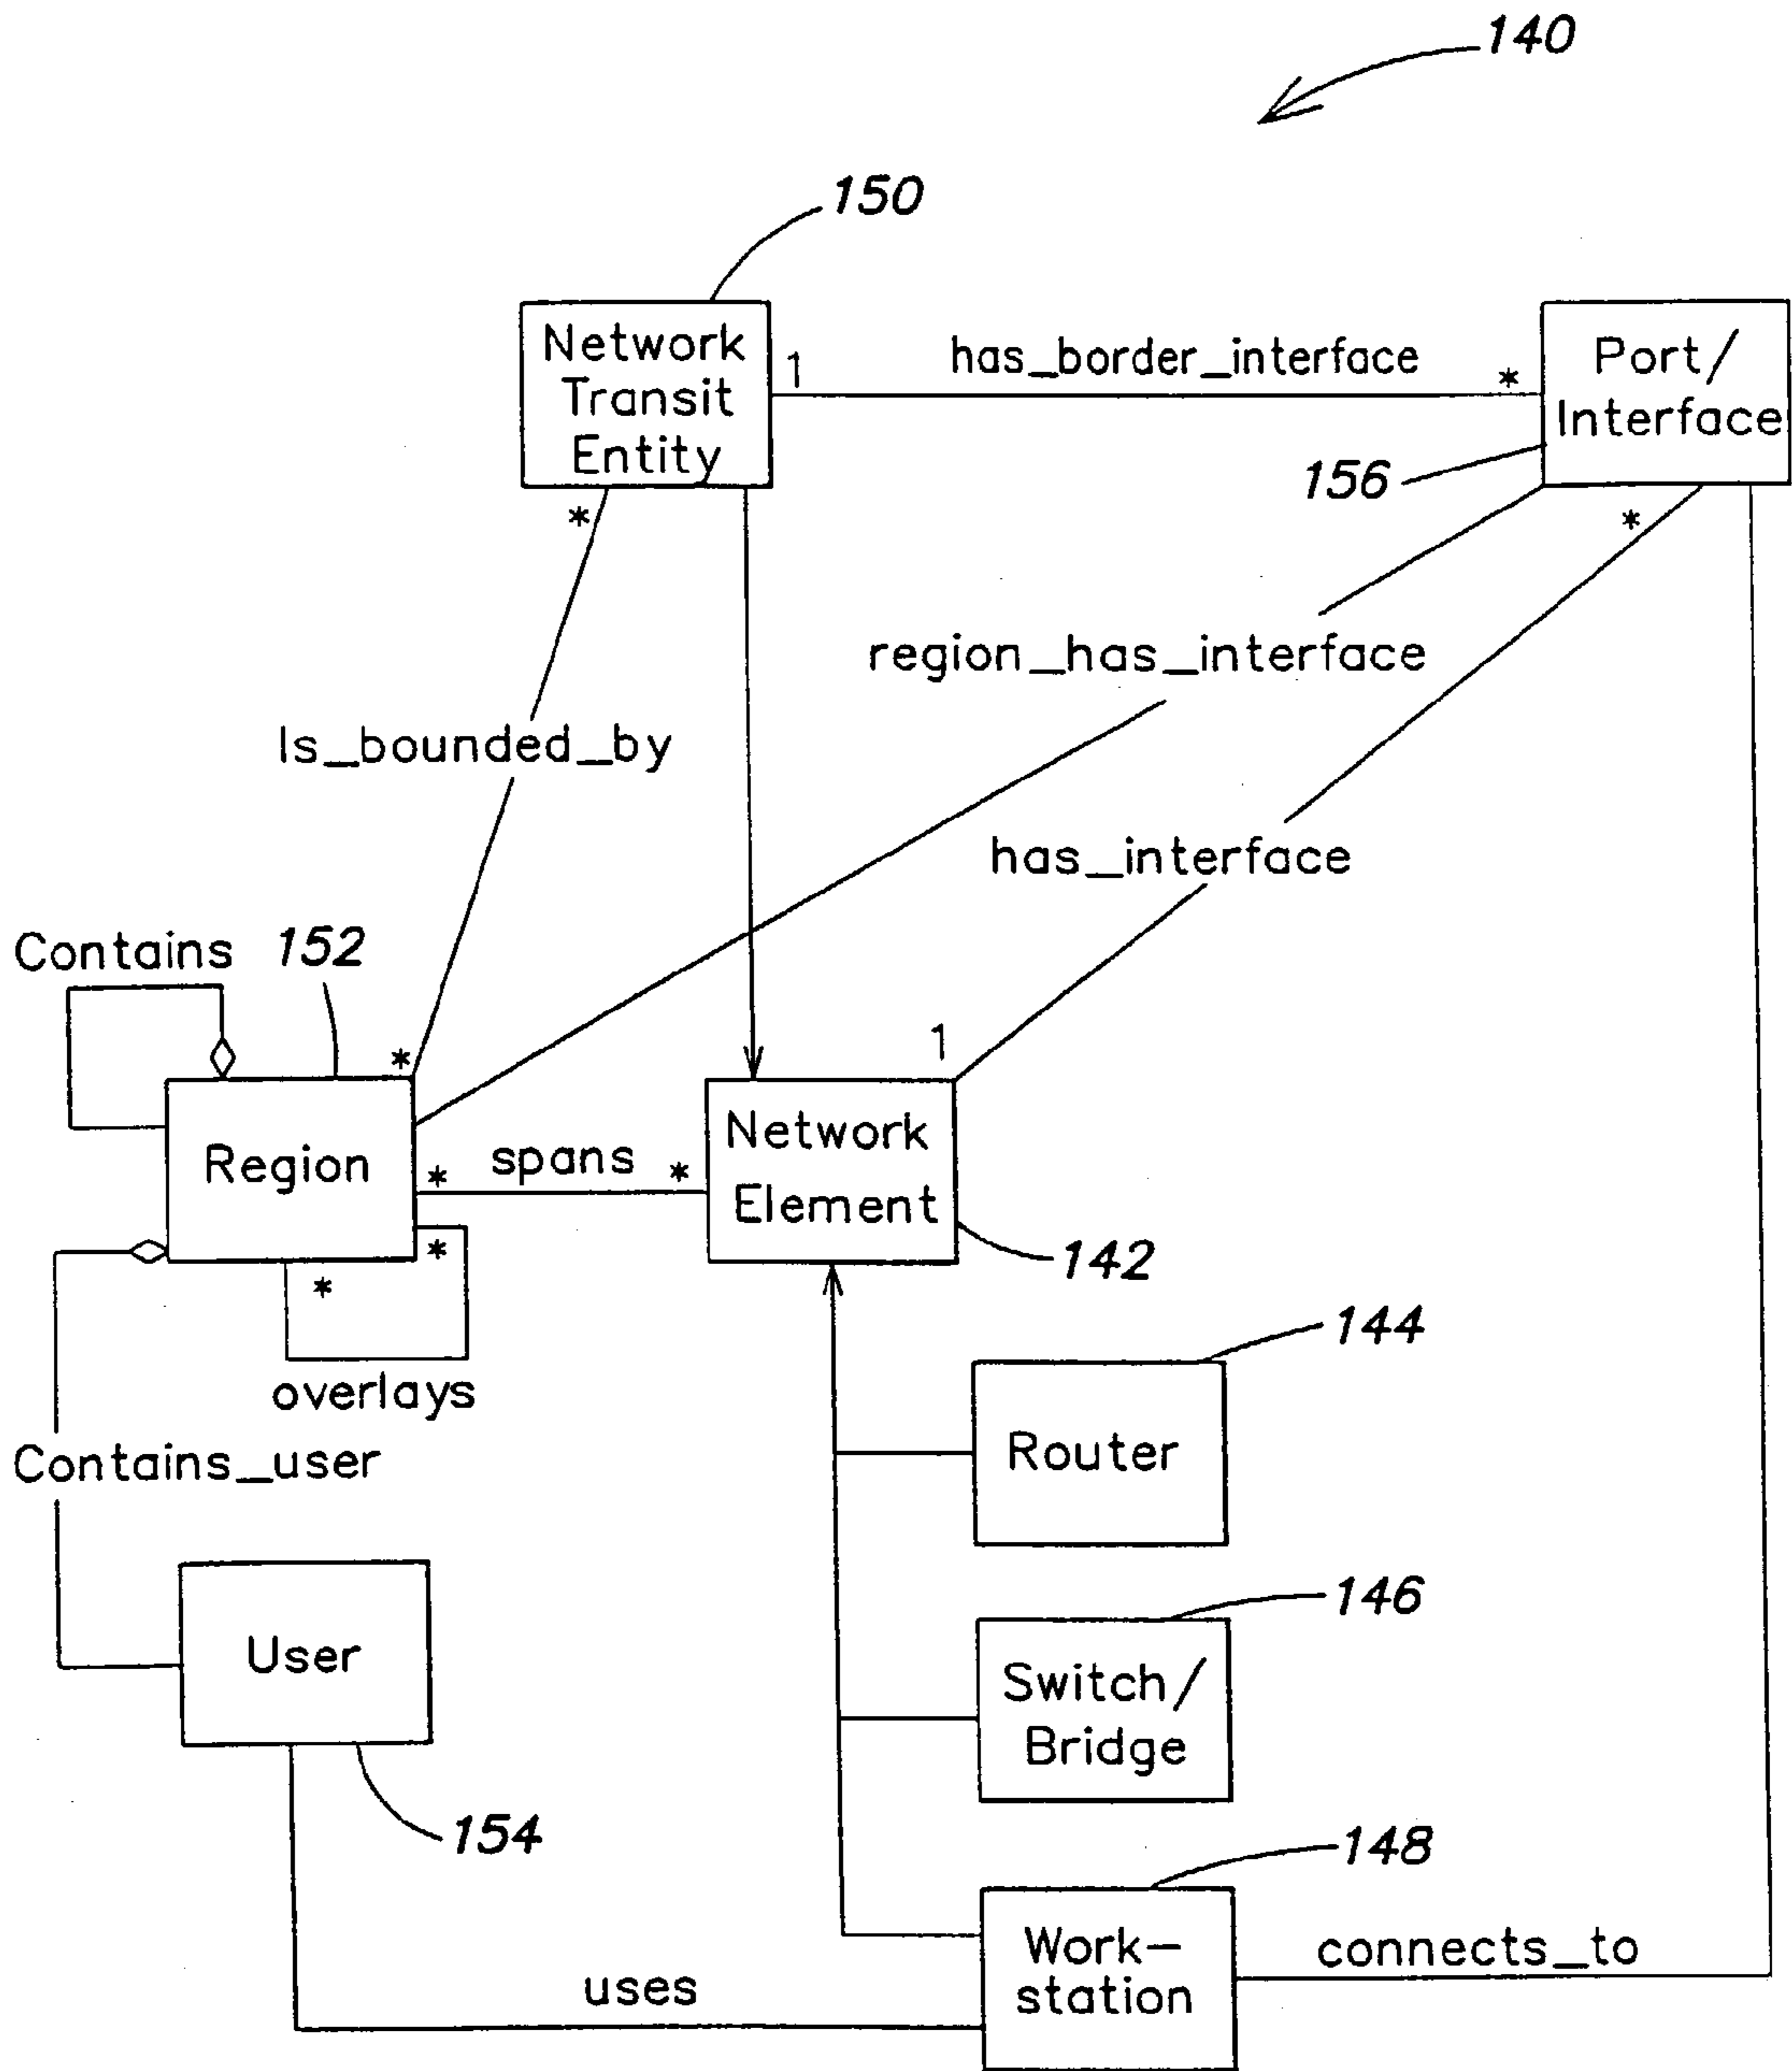 140
150
Network
Transit
Entity
1
has_border_interface
*
Port/
Interface
156
*
*
region_has_interface
Is_bounded_by
has_interface
Contains
152
*
1
Region
*
spans
*
Network
Element
*
*
142
overlays
144
Router
Contains_user
146
User
Switch/
Bridge
154
148
Work-
station
connects_to
uses